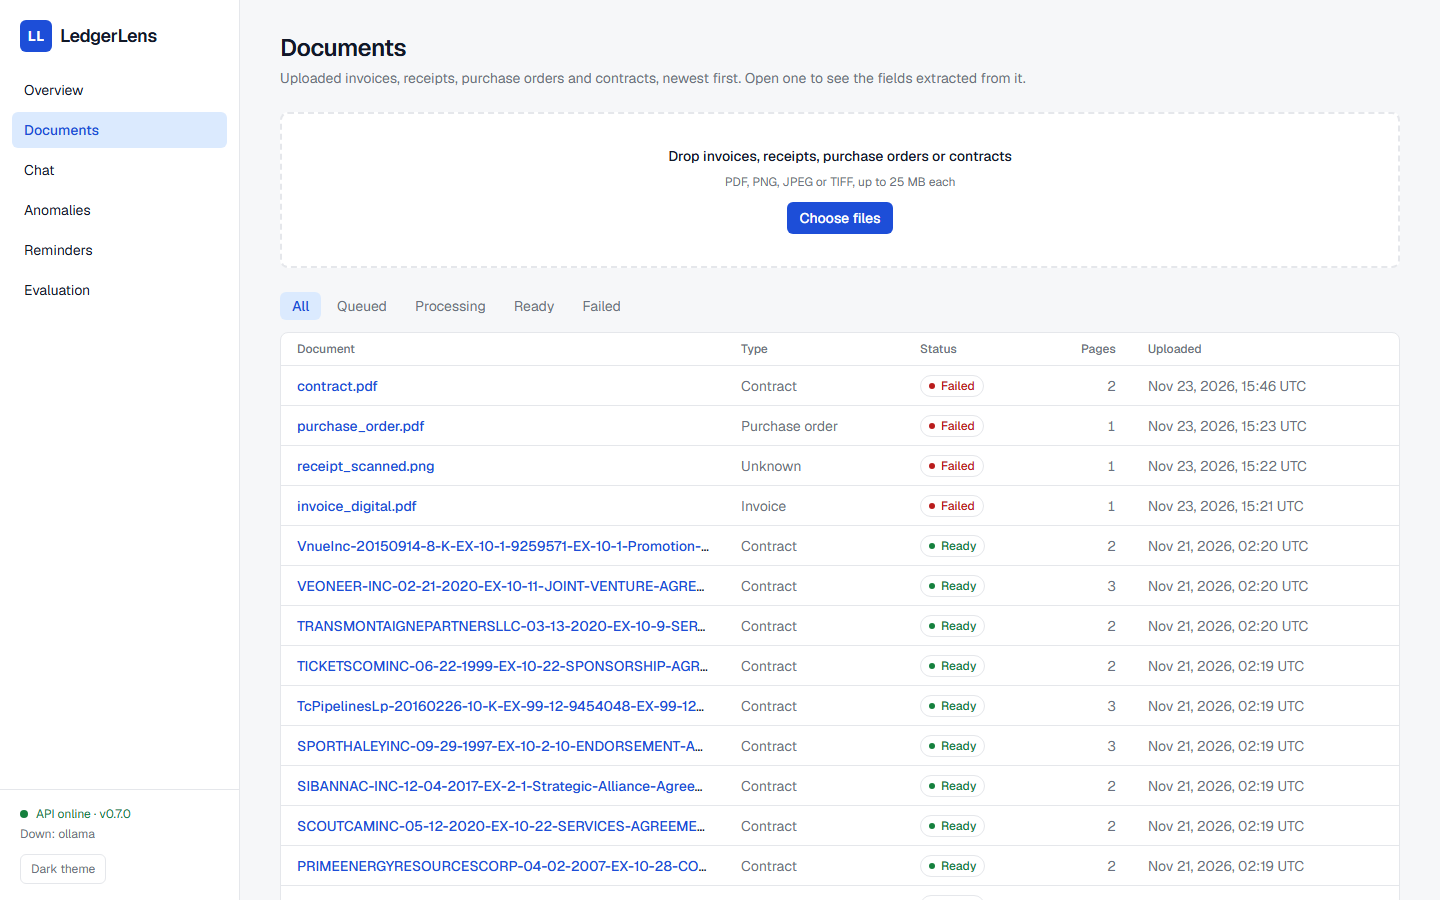 LL LedgerLens
Overview
Documents
Chat
Anomalies
Reminders
Evaluation
API online · v0.7.0
Down: ollama
Dark theme
Documents
Uploaded invoices, receipts, purchase orders and contracts, newest first. Open one to see the fields extracted from it.
Drop invoices, receipts, purchase orders or contracts
PDF, PNG, JPEG or TIFF, up to 25 MB each
Choose files
All Queued Processing Ready Failed
Document Type Status Pages Uploaded
contract.pdf Contract Failed 2 Nov 23, 2026, 15:46 UTC
purchase_order.pdf Purchase order Failed 1 Nov 23, 2026, 15:23 UTC
receipt_scanned.png Unknown Failed 1 Nov 23, 2026, 15:22 UTC
invoice_digital.pdf Invoice Failed 1 Nov 23, 2026, 15:21 UTC
VnueInc-20150914-8-K-EX-10-1-9259571-EX-10-1-Promotion-... Contract Ready 2 Nov 21, 2026, 02:20 UTC
VEONEER-INC-02-21-2020-EX-10-11-JOINT-VENTURE-AGRE... Contract Ready 3 Nov 21, 2026, 02:20 UTC
TRANSMONTAIGNEPARTNERSLLC-03-13-2020-EX-10-9-SER... Contract Ready 2 Nov 21, 2026, 02:20 UTC
TICKETSCOMINC-06-22-1999-EX-10-22-SPONSORSHIP-AGR... Contract Ready 2 Nov 21, 2026, 02:19 UTC
TcPipelinesLp-20160226-10-K-EX-99-12-9454048-EX-99-12... Contract Ready 3 Nov 21, 2026, 02:19 UTC
SPORTHALEYINC-09-29-1997-EX-10-2-10-ENDORSEMENT-A... Contract Ready 3 Nov 21, 2026, 02:19 UTC
SIBANNAC-INC-12-04-2017-EX-2-1-Strategic-Alliance-Agree... Contract Ready 2 Nov 21, 2026, 02:19 UTC
SCOUTCAMINC-05-12-2020-EX-10-22-SERVICES-AGREEME... Contract Ready 2 Nov 21, 2026, 02:19 UTC
PRIMEENERGYRESOURCESCORP-04-02-2007-EX-10-28-CO... Contract Ready 2 Nov 21, 2026, 02:19 UTC